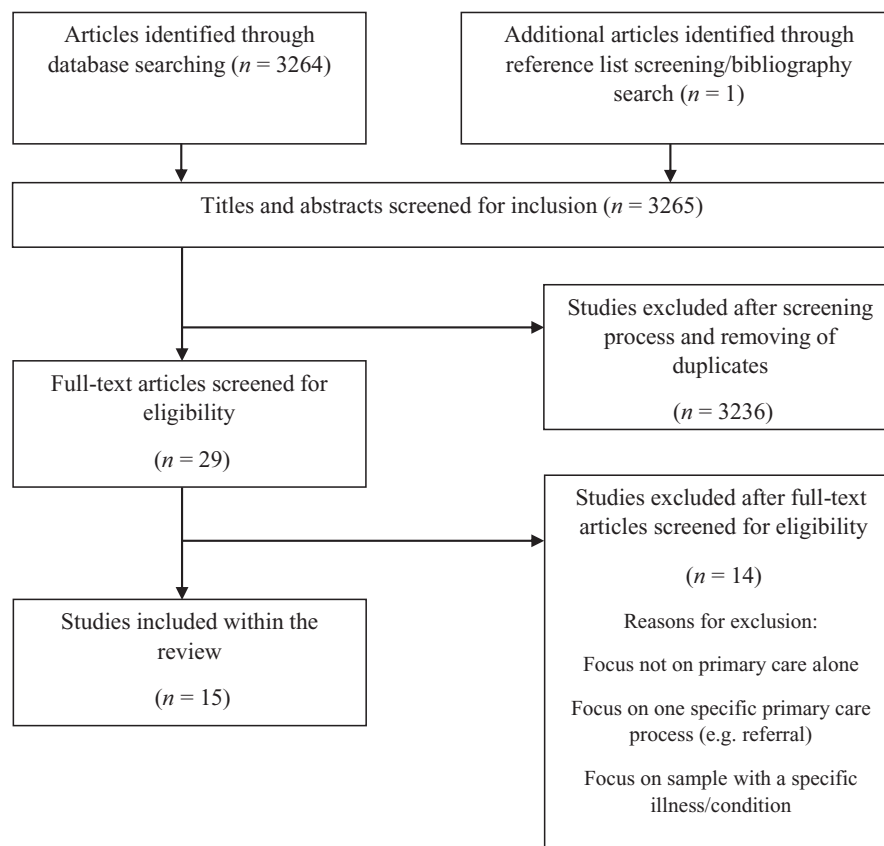 Articles identified through
database searching (n = 3264)
Additional articles identified through
reference list screening/bibliography
search (n = 1)
Titles and abstracts screened for inclusion (n = 3265)
Studies excluded after screening
process and removing of
duplicates
(n = 3236)
Full-text articles screened for
eligibility
(n = 29)
Studies excluded after full-text
articles screened for eligibility
(n = 14)
Reasons for exclusion:
Focus not on primary care alone
Focus on one specific primary care
process (e.g. referral)
Focus on sample with a specific
illness/condition
Studies included within the
review
(n = 15)